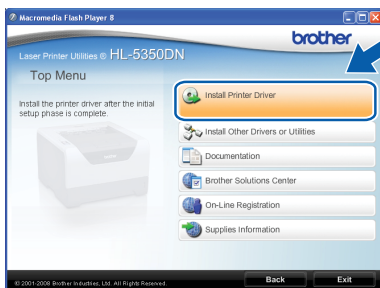 Macromedia Flash Player 8
brother
Laser Printer Utilities ® HL-5350DN
Top Menu
Install the printer driver after the initial
setup phase is complete.
Install Printer Driver
Install Other Drivers or Utilities
Documentation
Brother Solutions Center
On-Line Registration
Supplies Information
© 2001-2008 Brother Industries, Ltd. All Rights Reserved.
Back
Exit